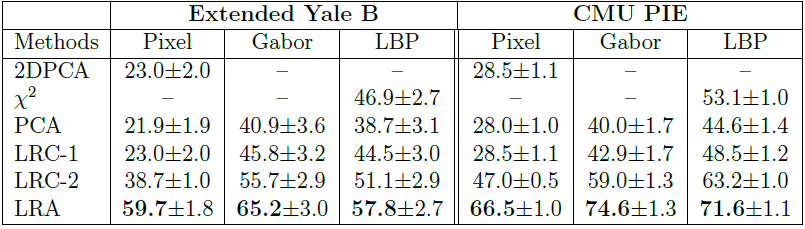 Extended Yale B CMU PIE
Methods Pixel Gabor LBP Pixel Gabor LBP
2DPCA 23.0±2.0 – – 28.5±1.1 – –
χ² – – 46.9±2.7 – – 53.1±1.0
PCA 21.9±1.9 40.9±3.6 38.7±3.1 28.0±1.0 40.0±1.7 44.6±1.4
LRC-1 23.0±2.0 45.8±3.2 44.5±3.0 28.5±1.1 42.9±1.7 48.5±1.2
LRC-2 38.7±1.0 55.7±2.9 51.1±2.9 47.0±0.5 59.0±1.3 63.2±1.0
LRA 59.7±1.8 65.2±3.0 57.8±2.7 66.5±1.0 74.6±1.3 71.6±1.1